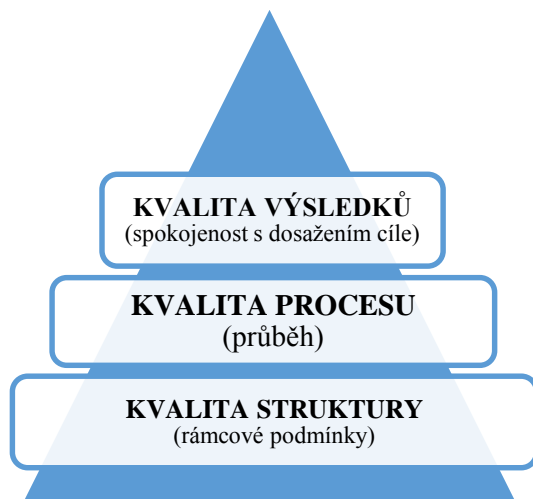 KVALITA VÝSLEDKŮ
(spokojenost s dosažením cíle)
KVALITA PROCESU
(průběh)
KVALITA STRUKTURY
(rámcové podmínky)